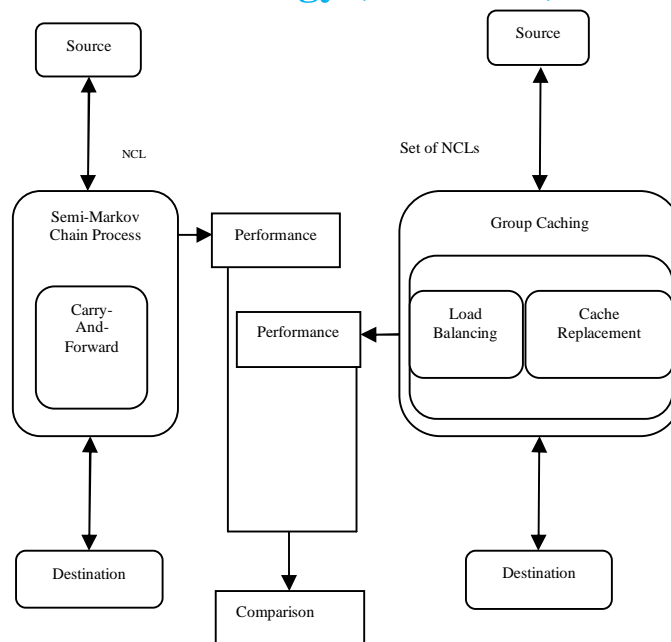 Source
Source
NCL
Set of NCLs
Semi-Markov
Chain Process
Performance
Group Caching
Carry-
And-
Forward
Performance
Load
Balancing
Cache
Replacement
Destination
Destination
Comparison